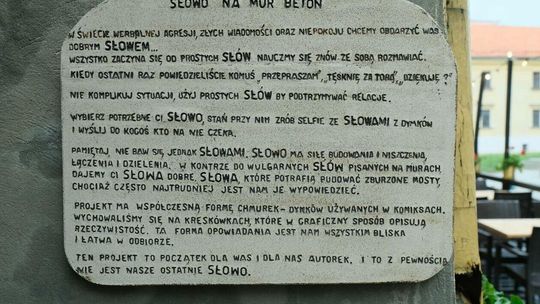 SŁOWO NA MUR BETON
W ŚWIECIE WERBALNEJ AGRESJI, ZŁYCH WIADOMOŚCI ORAZ NIEPOKOJU CHCEMY OBDARZYĆ WAS
DOBRYM SŁOWEM...
WSZYSTKO ZACZYNA SIĘ OD PROSTYCH SŁÓW NAUCZMY SIĘ ZNÓW ZE SOBĄ ROZMAWIAĆ.
KIEDY OSTATNI RAZ POWIEDZIELIŚCIE KOMUŚ „PRZEPRASZAM", „TĘSKNIĘ ZA TOBĄ", „DZIĘKUJĘ"?
NIE KOMPLIKUJ SYTUACJI, UŻYJ PROSTYCH SŁÓW BY PODTRZYMYWAĆ RELACJE.
WYBIERZ POTRZEBNE CI SŁOWO, STAŃ PRZY NIM ZRÓB SELFIE ZE SŁOWAMI Z DYMKÓW
I WYŚLIJ DO KOGOŚ KTO NA NIE CZEKA.
PAMIĘTAJ, NIE BAW SIĘ JEDNAK SŁOWAMI, SŁOWO MA SIŁĘ BUDOWANIA I NISZCZENIA,
ŁĄCZENIA I DZIELENIA. W KONTRZE DO WULGARNYCH SŁÓW PISANYCH NA MURACH,
DAJEMY CI SŁOWA DOBRE, SŁOWA, KTÓRE POTRAFIĄ BUDOWAĆ ZBURZONE MOSTY,
CHOCIAŻ CZĘSTO NAJTRUDNIEJ JEST NAM JE WYPOWIEDZIEĆ.
PROJEKT MA WSPÓŁCZESNĄ FORMĘ CHMUREK-DYMKÓW UŻYWANYCH W KOMIKSACH.
WYCHOWALIŚMY SIĘ NA KRESKÓWKACH, KTÓRE W GRAFICZNY SPOSÓB OPISUJĄ
RZECZYWISTOŚĆ. TA FORMA OPOWIADANIA JEST NAM WSZYSTKIM BLISKA
I ŁATWA W ODBIORZE.
TEN PROJEKT TO POCZĄTEK DLA WAS I DLA NAS AUTOREK, I TO Z PEWNOŚCIĄ
NIE JEST NASZE OSTATNIE SŁOWO.